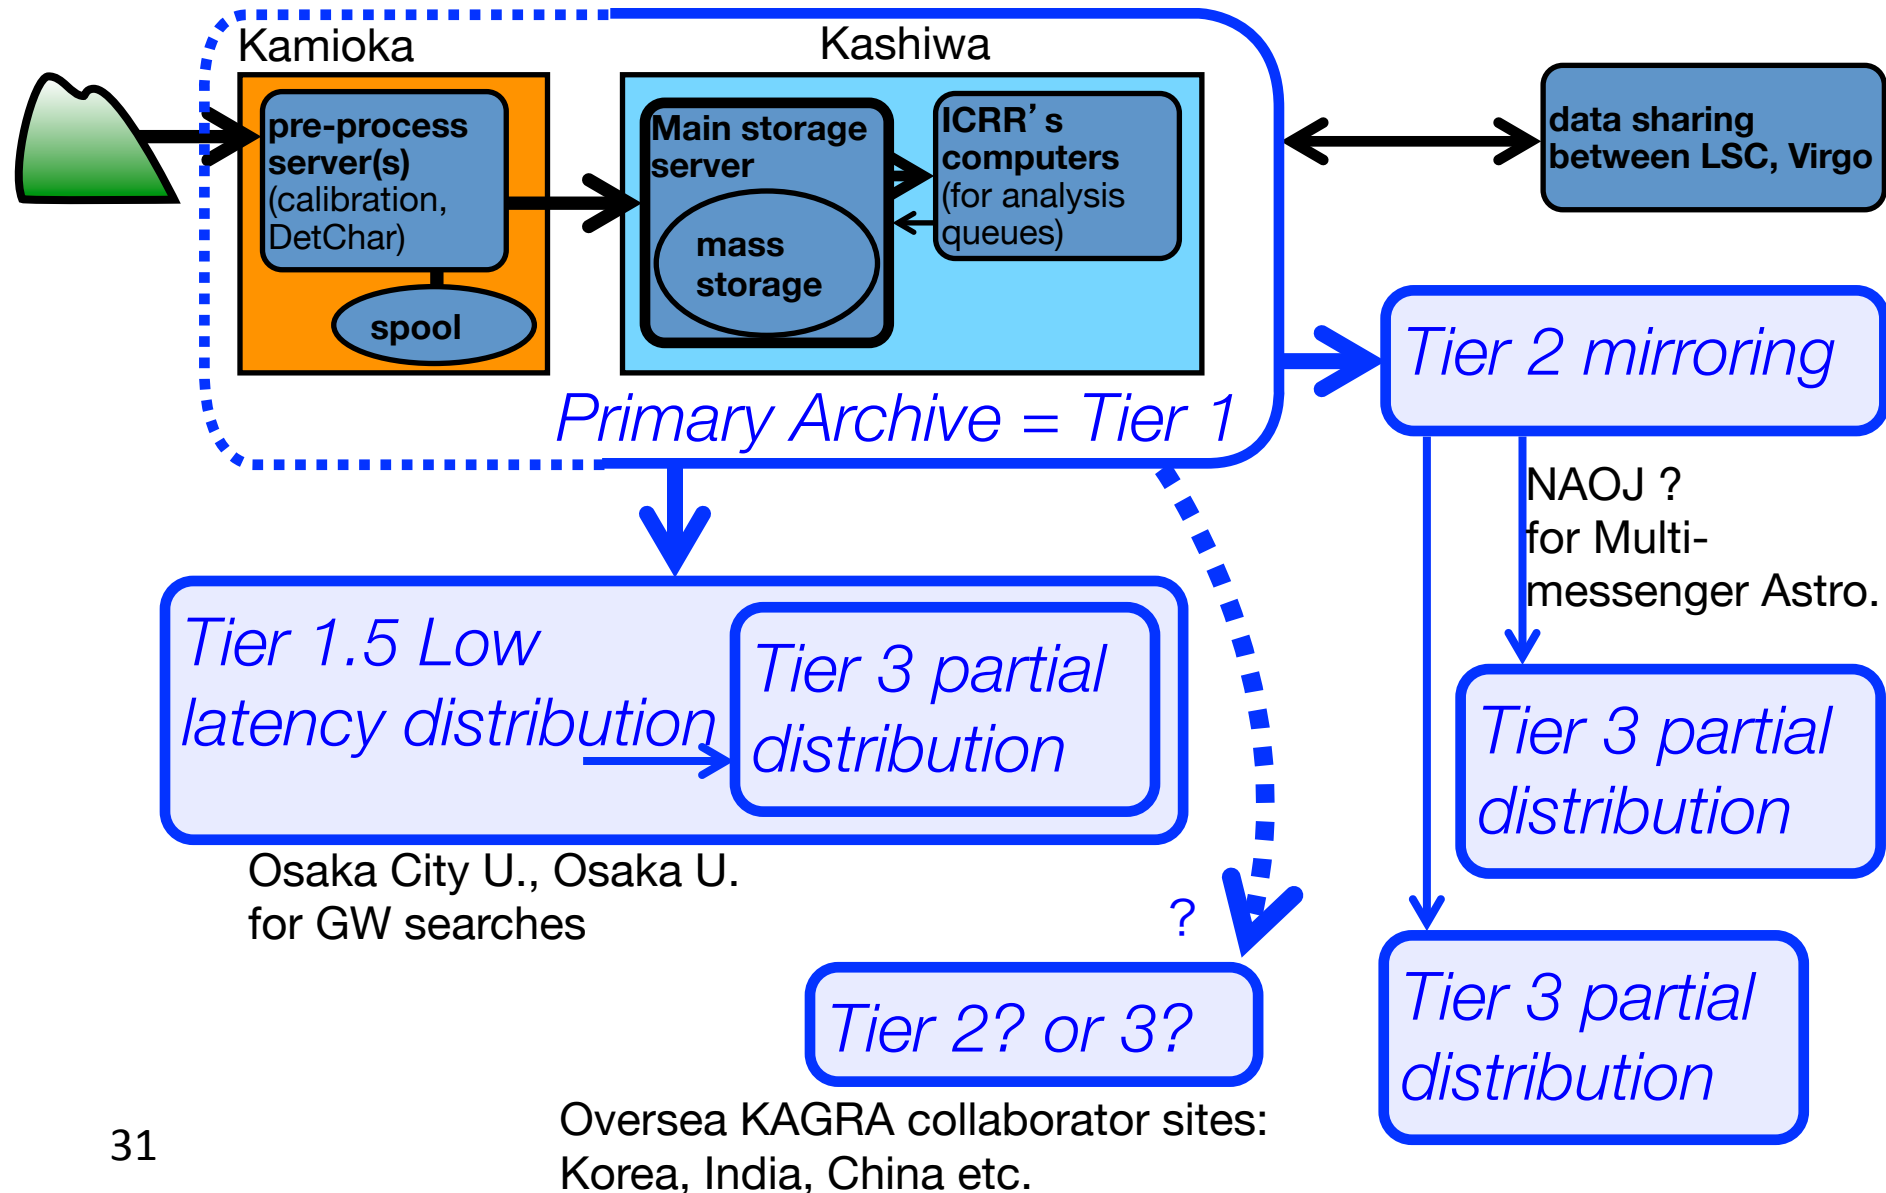 Kamioka
Kashiwa
pre-process
server(s)
(calibration,
DetChar)
spool
Main storage
server
mass
storage
ICRR's
computers
(for analysis
queues)
data sharing
between LSC, Virgo
Primary Archive = Tier 1
Tier 2 mirroring
NAOJ ?
for Multi-
messenger Astro.
Tier 1.5 Low
latency distribution
Tier 3 partial
distribution
Tier 3 partial
distribution
Osaka City U., Osaka U.
for GW searches
?
Tier 2? or 3?
Tier 3 partial
distribution
Oversea KAGRA collaborator sites:
Korea, India, China etc.
31